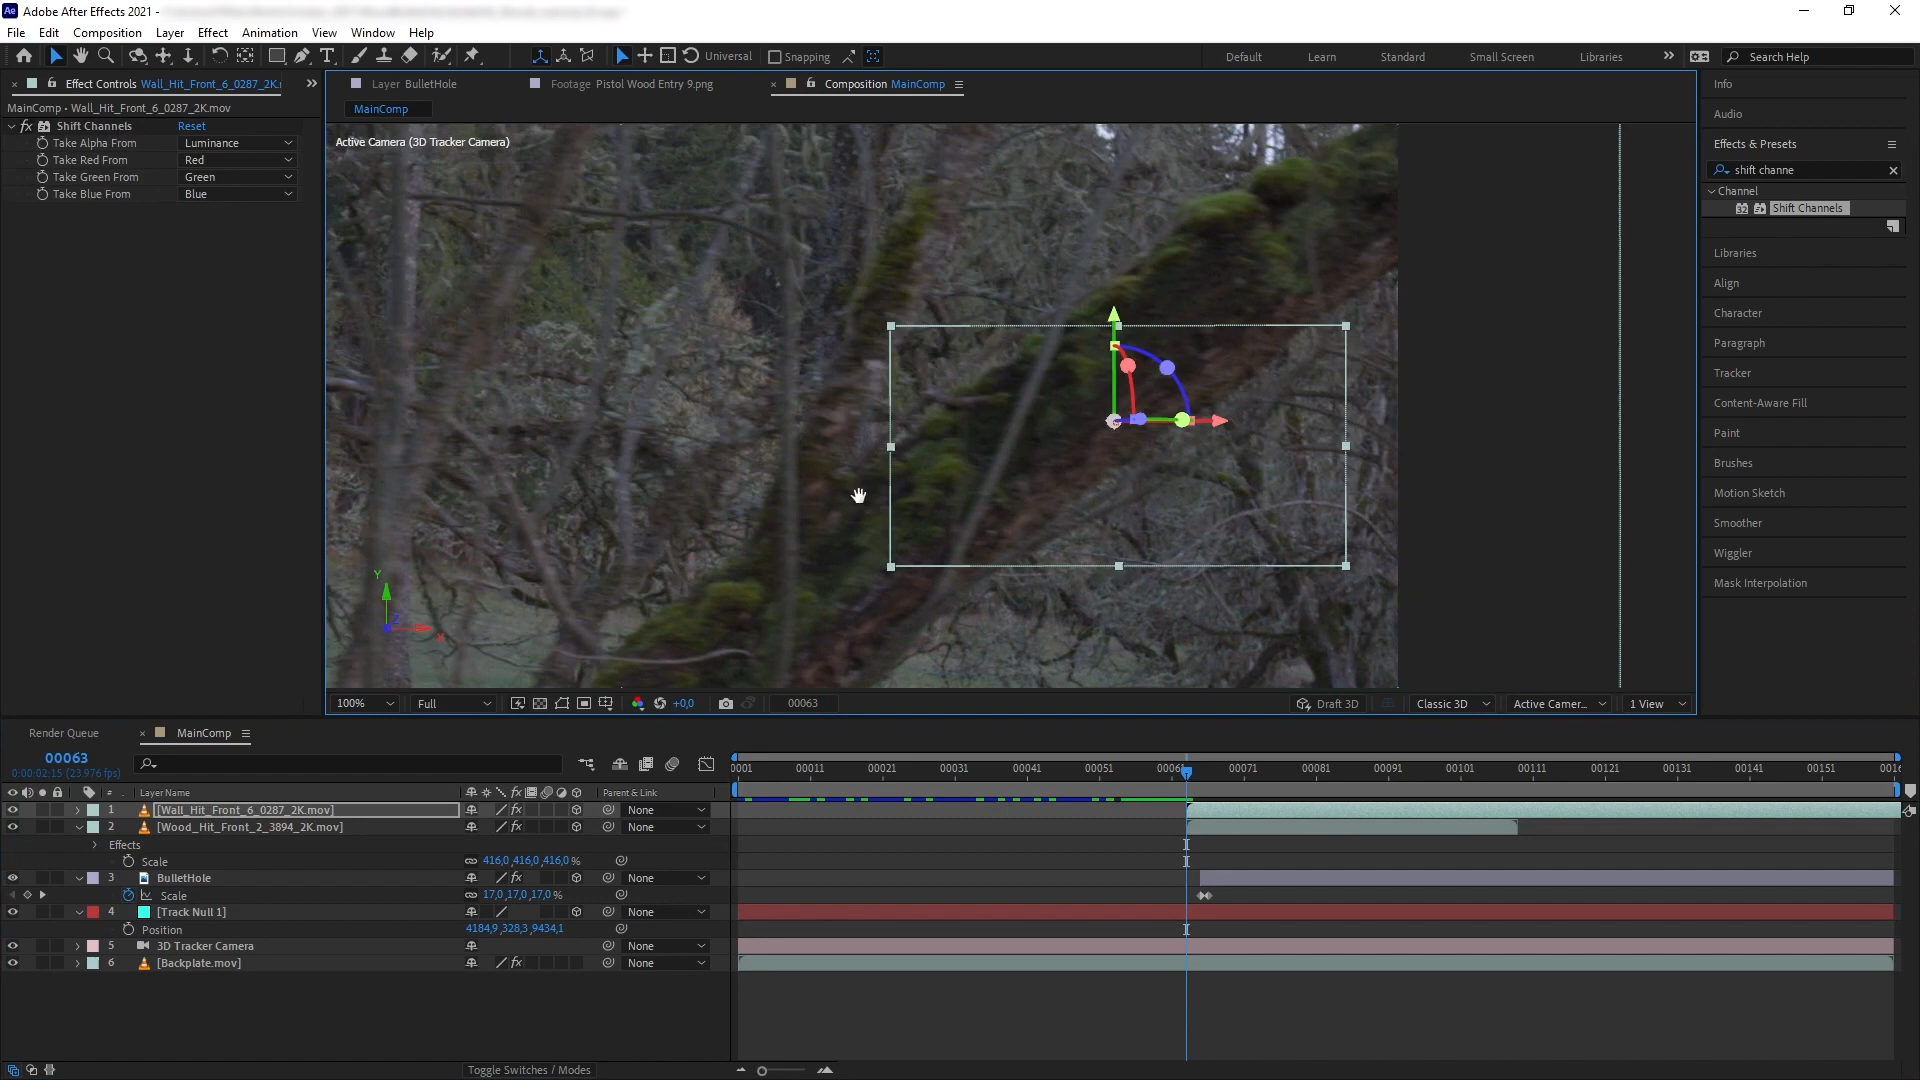 Ae Adobe After Effects 2021 -
File Edit Composition Layer Effect Animation View Window Help
Universal Snapping Default Learn Standard Small Screen Libraries Search Help
Effect Controls Wall_Hit_Front_6_0287_2K.
MainComp • Wall_Hit_Front_6_0287_2K.mov
fx Shift Channels Reset
Take Alpha From Luminance
Take Red From Red
Take Green From Green
Take Blue From Blue
Layer BulletHole Footage Pistol Wood Entry 9.png Composition MainComp
MainComp
Active Camera (3D Tracker Camera)
Y
Z
X
100% Full +0,0 00063 Draft 3D Classic 3D Active Camer... 1 View
Info
Audio
Effects & Presets
shift channe
Channel
32 Shift Channels
Libraries
Align
Character
Paragraph
Tracker
Content-Aware Fill
Paint
Brushes
Motion Sketch
Smoother
Wiggler
Mask Interpolation
Render Queue MainComp
00063
0:00:02:15 (23.976 fps)
0001 00011 00021 00031 00041 00051 0006 00071 00081 00091 00101 00111 00121 00131 00141 00151 0016
# Layer Name fx Parent & Link
1 [Wall_Hit_Front_6_0287_2K.mov] fx None
2 [Wood_Hit_Front_2_3894_2K.mov] fx None
Effects
Scale 416,0,416,0,416,0 %
3 BulletHole fx None
Scale 17,0,17,0,17,0 %
4 [Track Null 1] None
Position 4184,9,328,3,9434,1
5 3D Tracker Camera None
6 [Backplate.mov] fx None
Toggle Switches / Modes